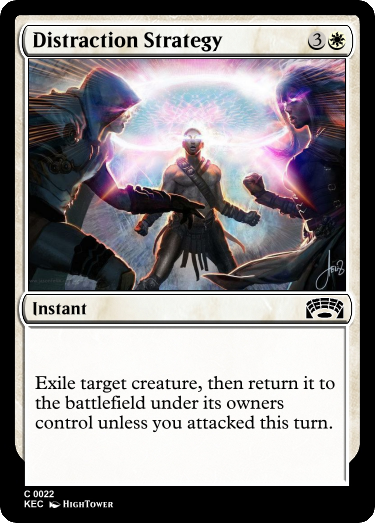 Distraction Strategy 3
Instant
Exile target creature, then return it to
the battlefield under its owners
control unless you attacked this turn.
C 0022
KEC HIGHTOWER